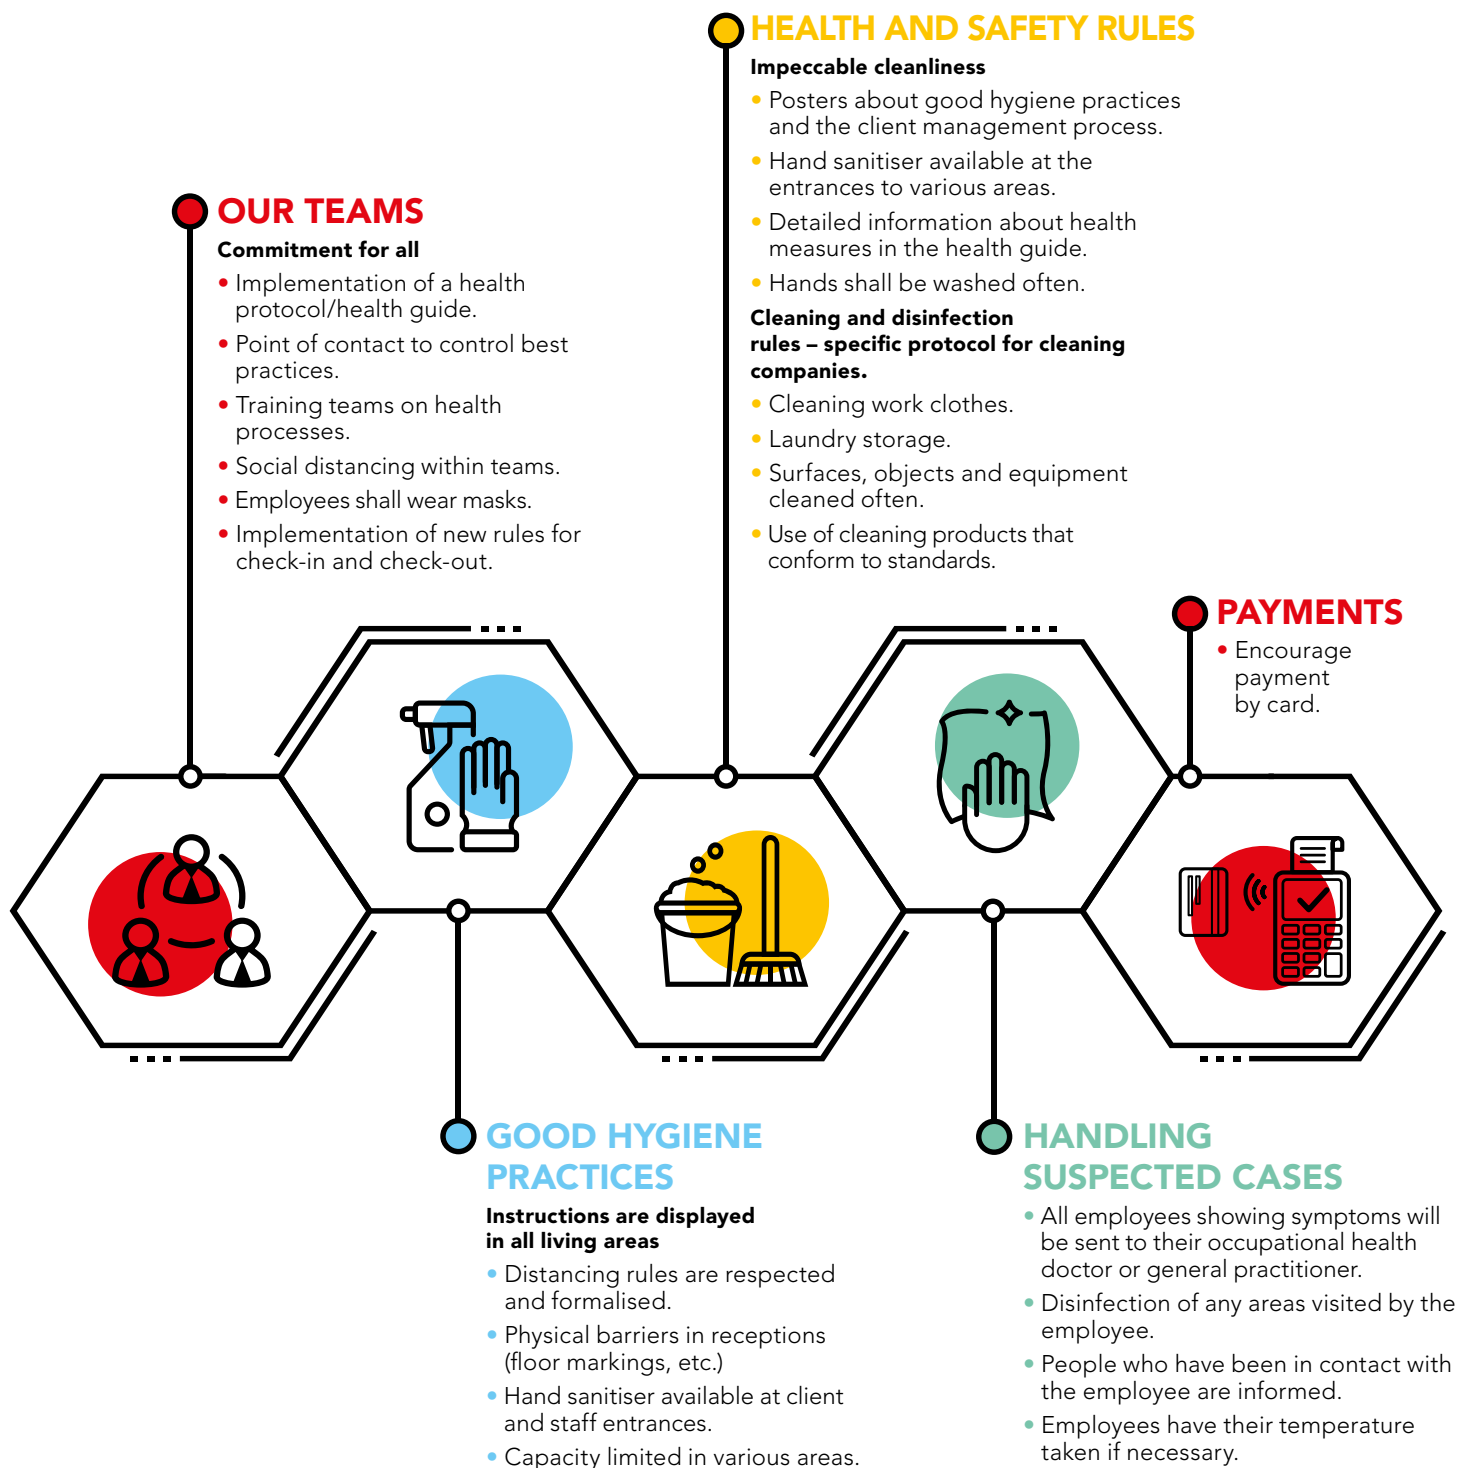 HEALTH AND SAFETY RULES
Impeccable cleanliness
• Posters about good hygiene practices
and the client management process.
• Hand sanitiser available at the
entrances to various areas.
• Detailed information about health
measures in the health guide.
• Hands shall be washed often.
Cleaning and disinfection
rules – specific protocol for cleaning
companies.
• Cleaning work clothes.
• Laundry storage.
• Surfaces, objects and equipment
cleaned often.
• Use of cleaning products that
conform to standards.
OUR TEAMS
Commitment for all
• Implementation of a health
protocol/health guide.
• Point of contact to control best
practices.
• Training teams on health
processes.
• Social distancing within teams.
• Employees shall wear masks.
• Implementation of new rules for
check-in and check-out.
PAYMENTS
• Encourage
payment
by card.
GOOD HYGIENE
PRACTICES
Instructions are displayed
in all living areas
• Distancing rules are respected
and formalised.
• Physical barriers in receptions
(floor markings, etc.)
• Hand sanitiser available at client
and staff entrances.
• Capacity limited in various areas.
HANDLING
SUSPECTED CASES
• All employees showing symptoms will
be sent to their occupational health
doctor or general practitioner.
• Disinfection of any areas visited by the
employee.
• People who have been in contact with
the employee are informed.
• Employees have their temperature
taken if necessary.